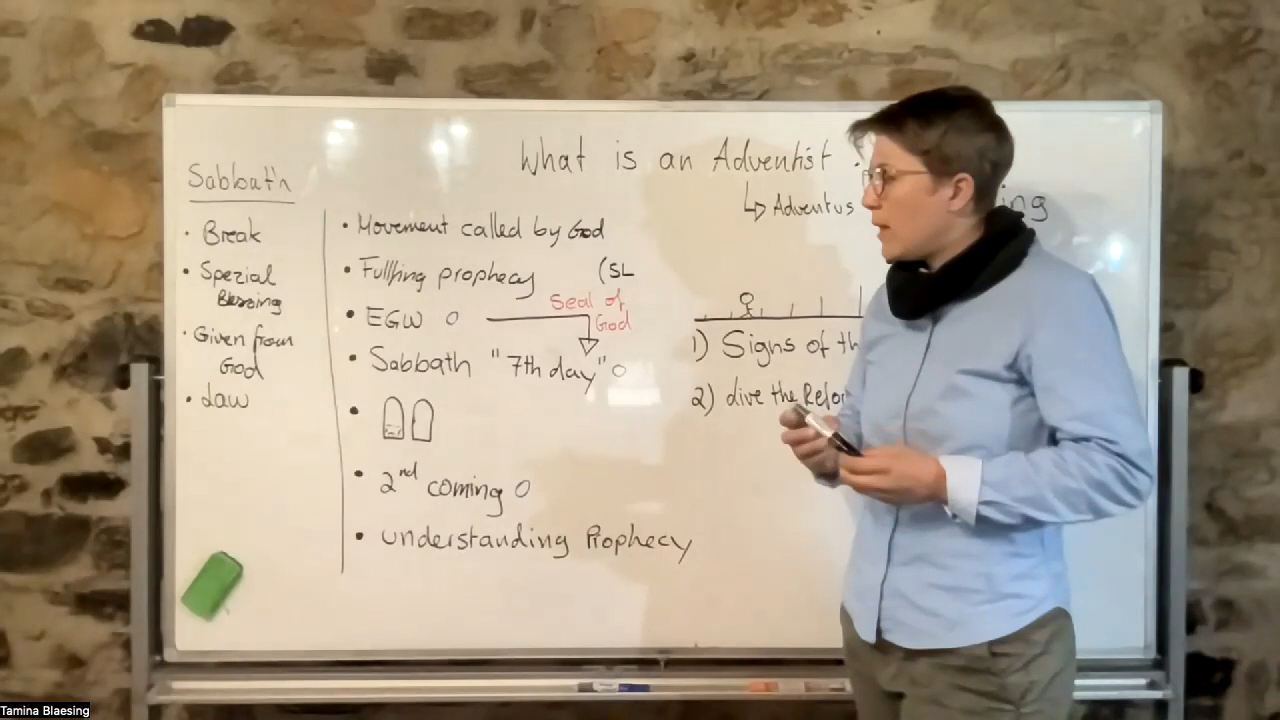 What is an Adventist
↳ Adventus
ing
Sabbath
• Break
• Spezial
Blessing
• Given from
God
• Law
• Movement called by God
• Fullfing prophecy (SL
• EGW O
Seal of
God
• Sabbath "7th day" O
•
• 2nd coming O
• understanding Prophecy
1) Signs of th
2) live the Refor
Tamina Blaesing